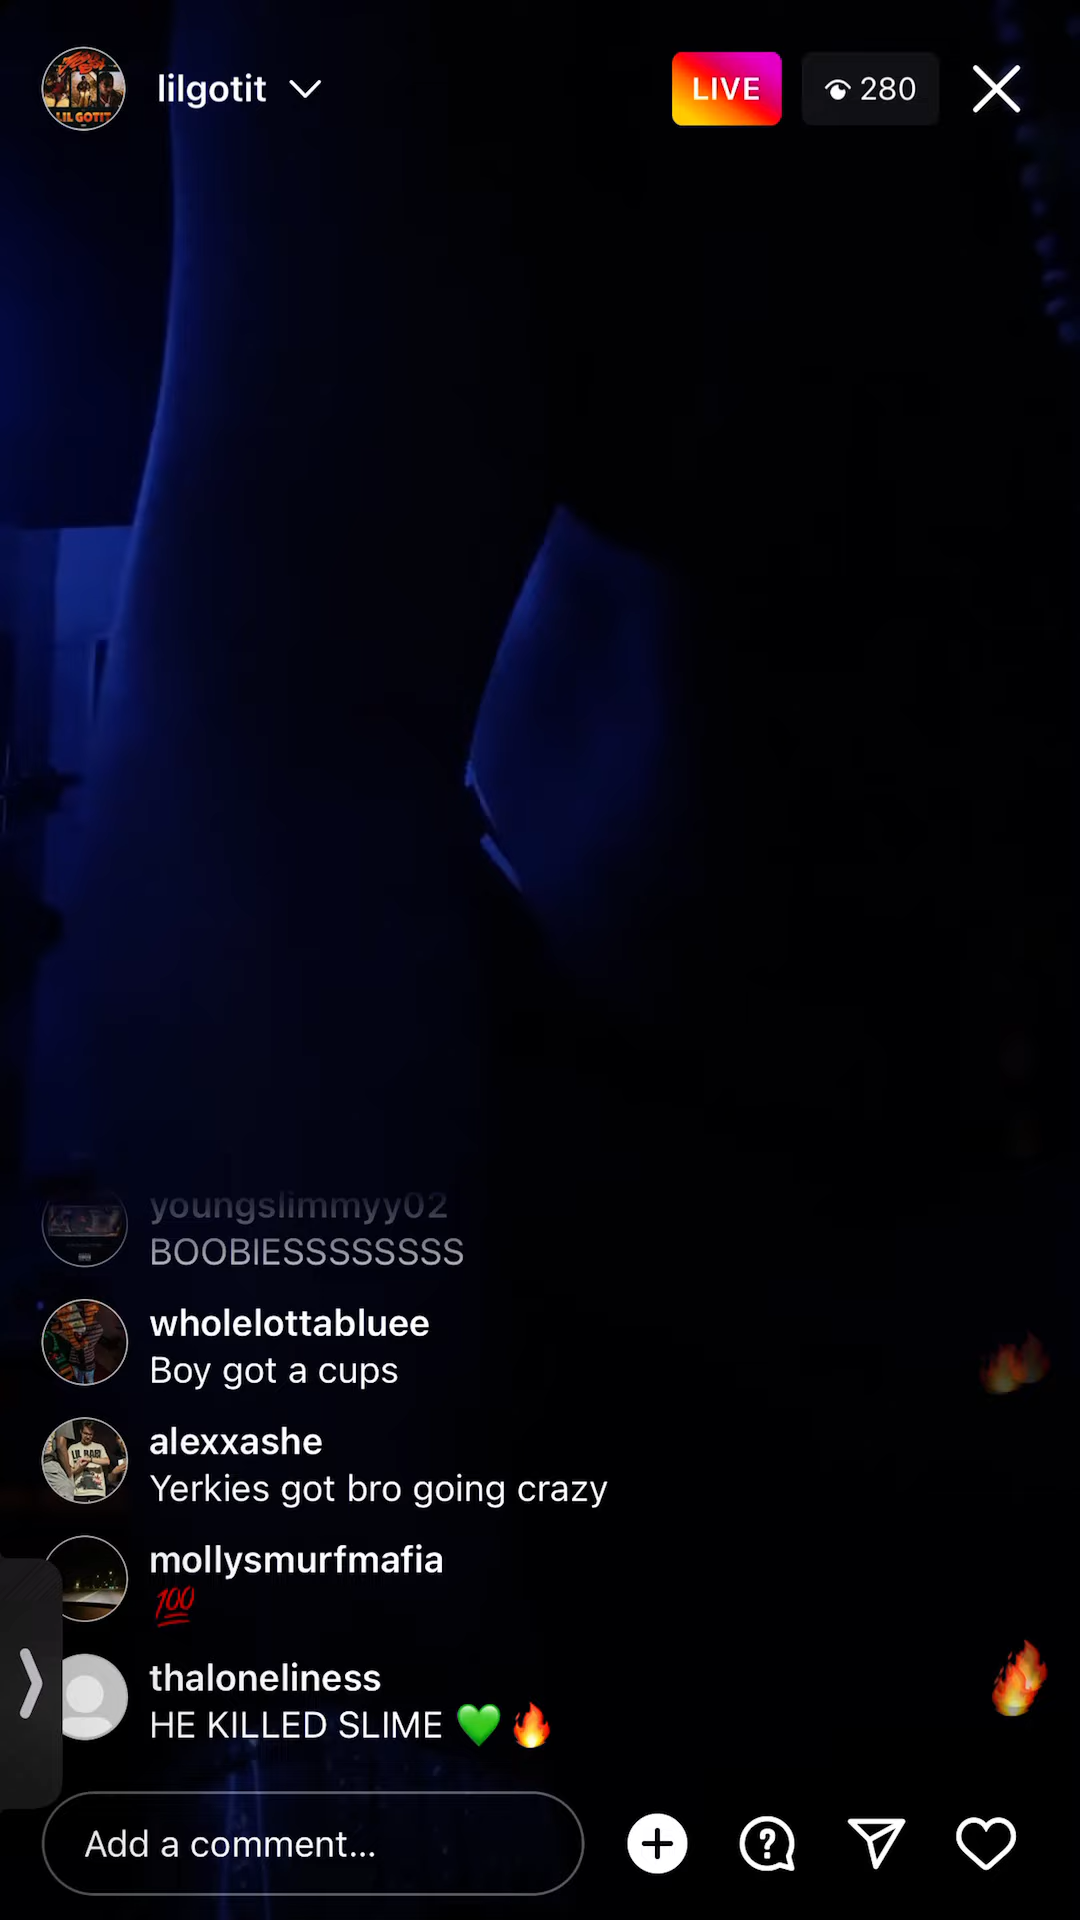 lilgotit
LIVE
280
youngslimmyy02
BOOBIESSSSSSSS
wholelottabluee
Boy got a cups
alexxashe
Yerkies got bro going crazy
mollysmurfmafia
💯
thaloneliness
HE KILLED SLIME 💚 🔥
Add a comment...